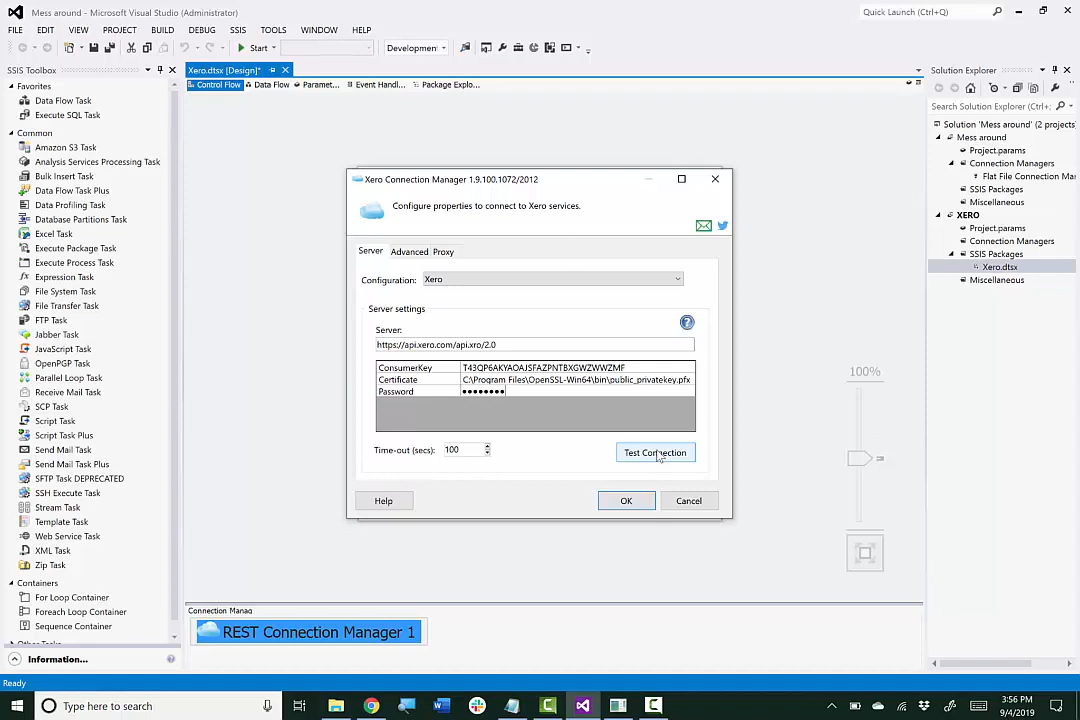 Mess around - Microsoft Visual Studio (Administrator)
Quick Launch (Ctrl+Q)
FILE EDIT VIEW PROJECT BUILD DEBUG SSIS TOOLS WINDOW HELP
Start
Development
SSIS Toolbox
Favorites
Data Flow Task
Execute SQL Task
Common
Amazon S3 Task
Analysis Services Processing Task
Bulk Insert Task
Data Flow Task Plus
Data Profiling Task
Database Partitions Task
Excel Task
Execute Package Task
Execute Process Task
Expression Task
File System Task
File Transfer Task
FTP Task
Jabber Task
JavaScript Task
OpenPGP Task
Parallel Loop Task
Receive Mail Task
SCP Task
Script Task
Script Task Plus
Send Mail Task
Send Mail Task Plus
SFTP Task DEPRECATED
SSH Execute Task
Stream Task
Template Task
Web Service Task
XML Task
Zip Task
Containers
For Loop Container
Foreach Loop Container
Sequence Container
Information...
Xero.dtsx [Design]*
Control Flow Data Flow Paramet... Event Handl... Package Explo...
Xero Connection Manager 1.9.100.1072/2012
Configure properties to connect to Xero services.
Server Advanced Proxy
Configuration: Xero
Server settings
Server:
https://api.xero.com/api.xro/2.0
ConsumerKey T43QP6AKYAOAJSFAZPNTBXGWZWWZMF
Certificate C:\Program Files\OpenSSL-Win64\bin\public_privatekey.pfx
Password ●●●●●●●●
Time-out (secs): 100
Test Connection
Help OK Cancel
100%
Connection Manag
REST Connection Manager 1
Solution Explorer
Search Solution Explorer (Ctrl+;
Solution 'Mess around' (2 projects)
Mess around
Project.params
Connection Managers
Flat File Connection Ma
SSIS Packages
Miscellaneous
XERO
Project.params
Connection Managers
SSIS Packages
Xero.dtsx
Miscellaneous
Ready
Type here to search
3:56 PM
9/4/2019